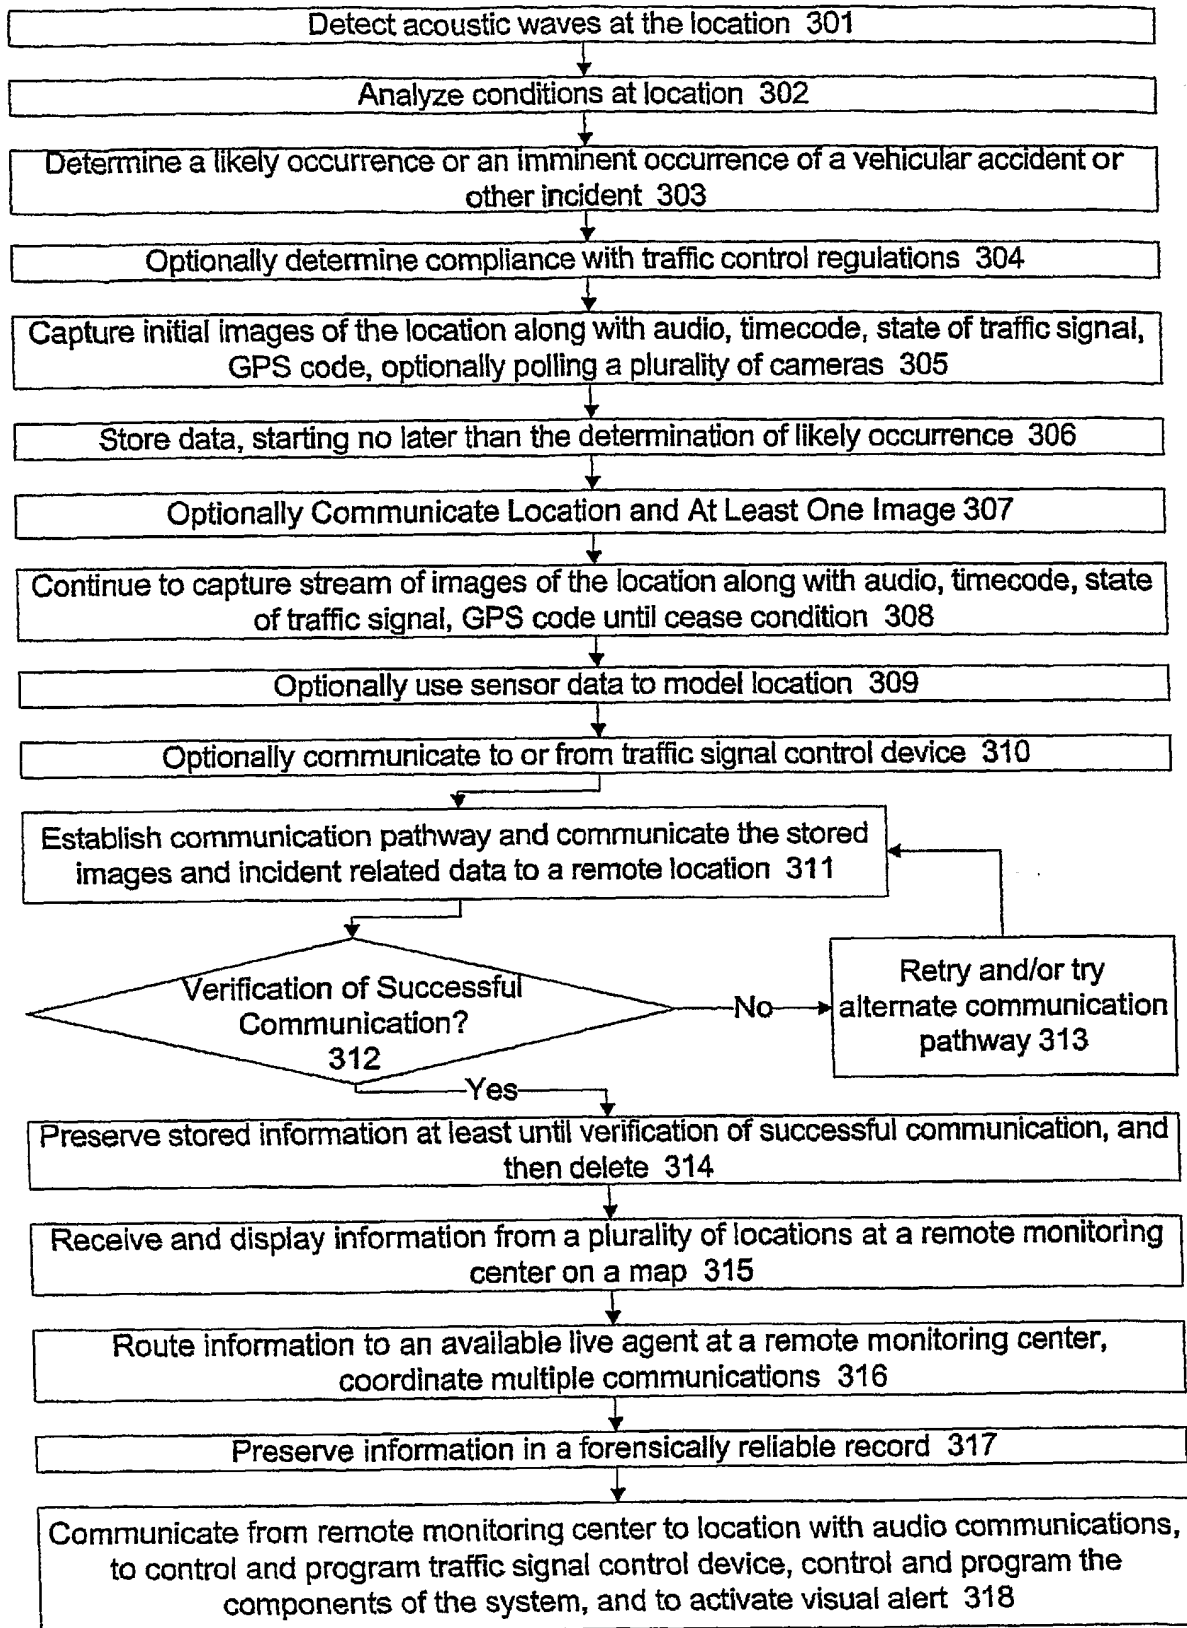 Detect acoustic waves at the location 301
Analyze conditions at location 302
Determine a likely occurrence or an imminent occurrence of a vehicular accident or
other incident 303
Optionally determine compliance with traffic control regulations 304
Capture initial images of the location along with audio, timecode, state of traffic signal,
GPS code, optionally polling a plurality of cameras 305
Store data, starting no later than the determination of likely occurrence 306
Optionally Communicate Location and At Least One Image 307
Continue to capture stream of images of the location along with audio, timecode, state
of traffic signal, GPS code until cease condition 308
Optionally use sensor data to model location 309
Optionally communicate to or from traffic signal control device 310
Establish communication pathway and communicate the stored
images and incident related data to a remote location 311
Verification of Successful
Communication?
312
No
Retry and/or try
alternate communication
pathway 313
Yes
Preserve stored information at least until verification of successful communication, and
then delete 314
Receive and display information from a plurality of locations at a remote monitoring
center on a map 315
Route information to an available live agent at a remote monitoring center,
coordinate multiple communications 316
Preserve information in a forensically reliable record 317
Communicate from remote monitoring center to location with audio communications,
to control and program traffic signal control device, control and program the
components of the system, and to activate visual alert 318